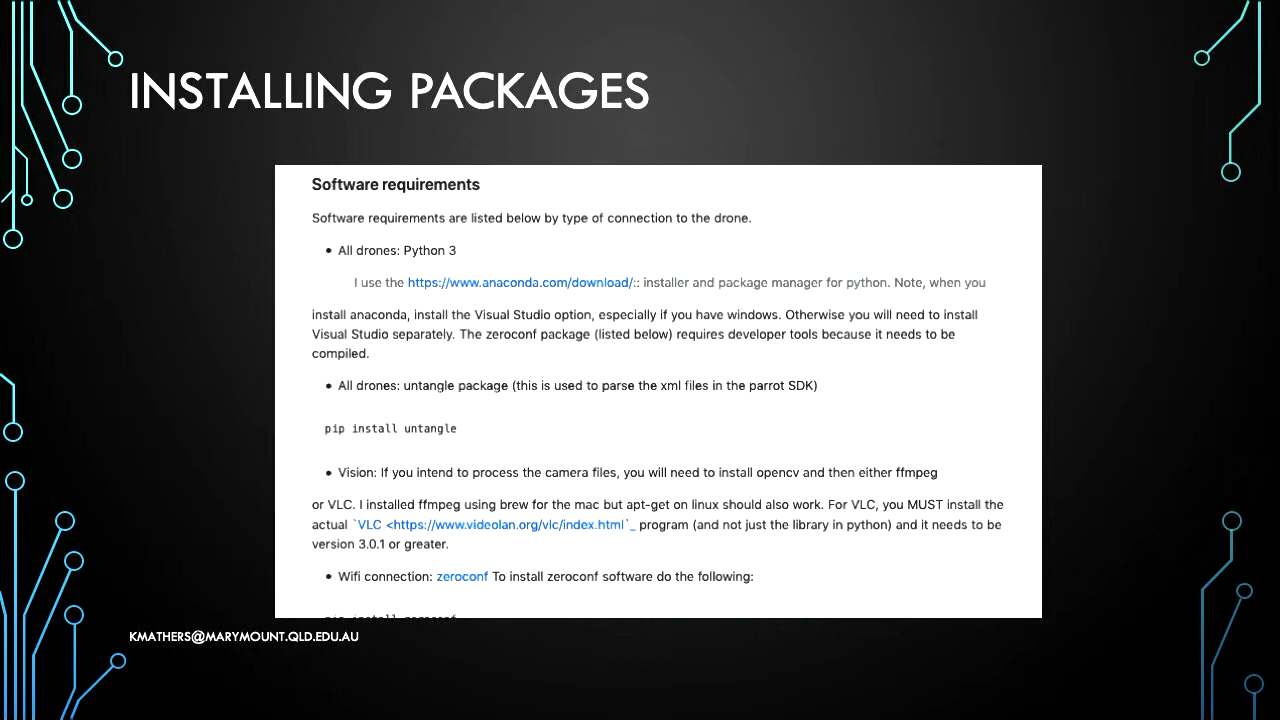 INSTALLING PACKAGES
Software requirements
Software requirements are listed below by type of connection to the drone.
• All drones: Python 3
I use the https://www.anaconda.com/download/:: installer and package manager for python. Note, when you
install anaconda, install the Visual Studio option, especially if you have windows. Otherwise you will need to install
Visual Studio separately. The zeroconf package (listed below) requires developer tools because it needs to be
compiled.
• All drones: untangle package (this is used to parse the xml files in the parrot SDK)
pip install untangle
• Vision: If you intend to process the camera files, you will need to install opencv and then either ffmpeg
or VLC. I installed ffmpeg using brew for the mac but apt-get on linux should also work. For VLC, you MUST install the
actual `VLC <https://www.videolan.org/vlc/index.html`_ program (and not just the library in python) and it needs to be
version 3.0.1 or greater.
• Wifi connection: zeroconf To install zeroconf software do the following:
KMATHERS@MARYMOUNT.QLD.EDU.AU